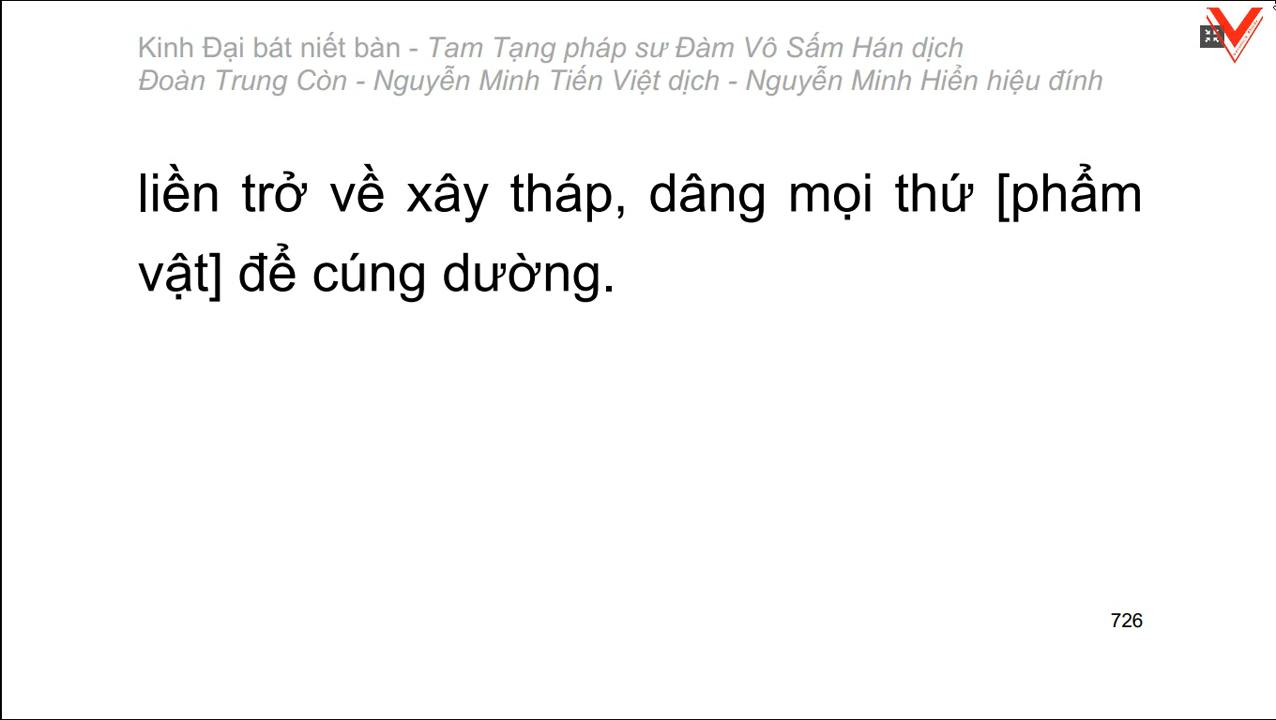 Kinh Đại bát niết bàn - Tam Tạng pháp sư Đàm Vô Sấm Hán dịch
Đoàn Trung Còn - Nguyễn Minh Tiến Việt dịch - Nguyễn Minh Hiển hiệu đính
liền trở về xây tháp, dâng mọi thứ [phẩm
vật] để cúng dường.
726